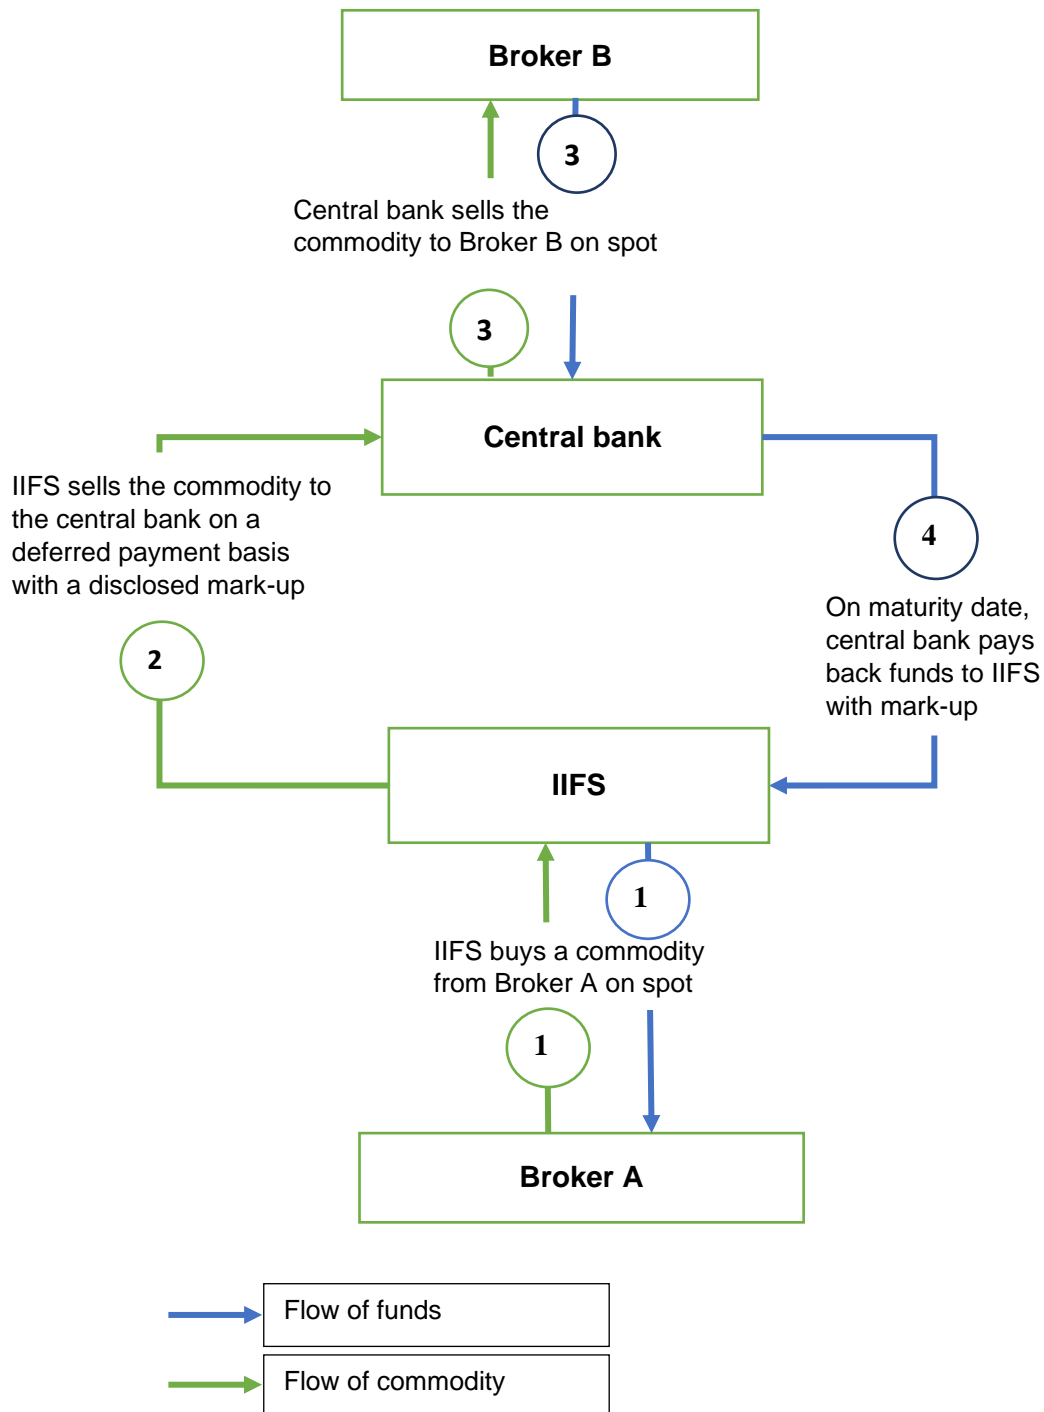 Broker B
3
Central bank sells the
commodity to Broker B on spot
3
Central bank
IIFS sells the commodity to
the central bank on a
deferred payment basis
with a disclosed mark-up
2
4
On maturity date,
central bank pays
back funds to IIFS
with mark-up
IIFS
1
IIFS buys a commodity
from Broker A on spot
1
Broker A
Flow of funds
Flow of commodity